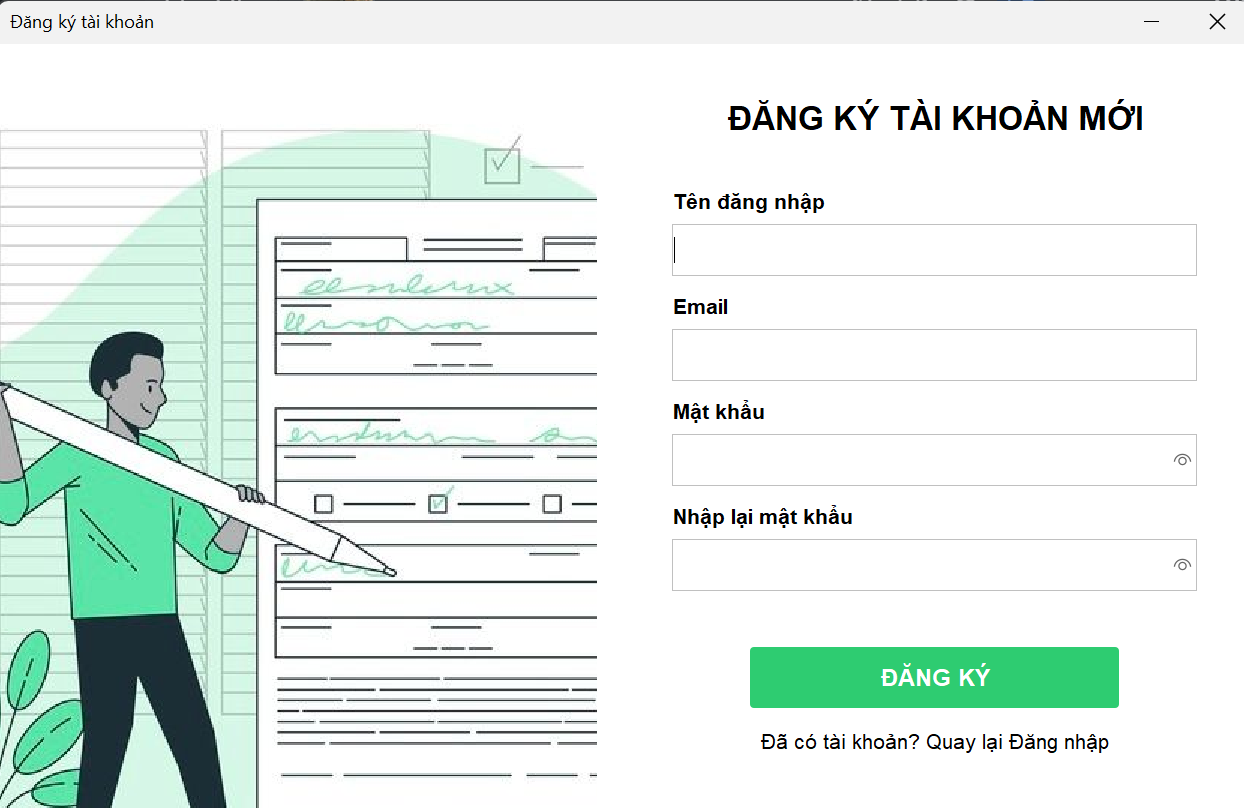 Đăng ký tài khoản
ĐĂNG KÝ TÀI KHOẢN MỚI
Tên đăng nhập
Email
Mật khẩu
Nhập lại mật khẩu
ĐĂNG KÝ
Đã có tài khoản? Quay lại Đăng nhập